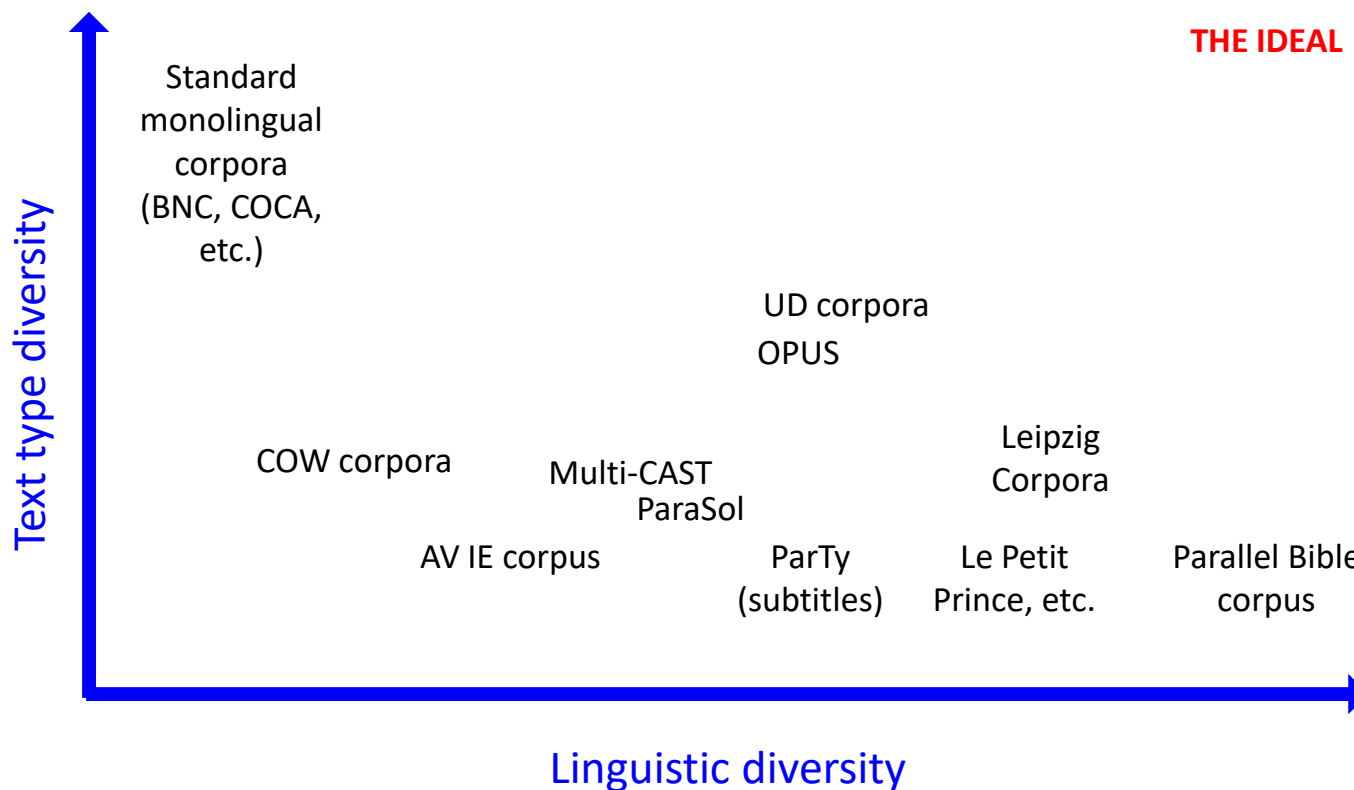 THE IDEAL
Standard
monolingual
corpora
(BNC, COCA,
etc.)
Text type diversity
UD corpora
OPUS
Leipzig
Corpora
COW corpora
Multi-CAST
ParaSol
AV IE corpus
ParTy
(subtitles)
Le Petit
Prince, etc.
Parallel Bible
corpus
Linguistic diversity